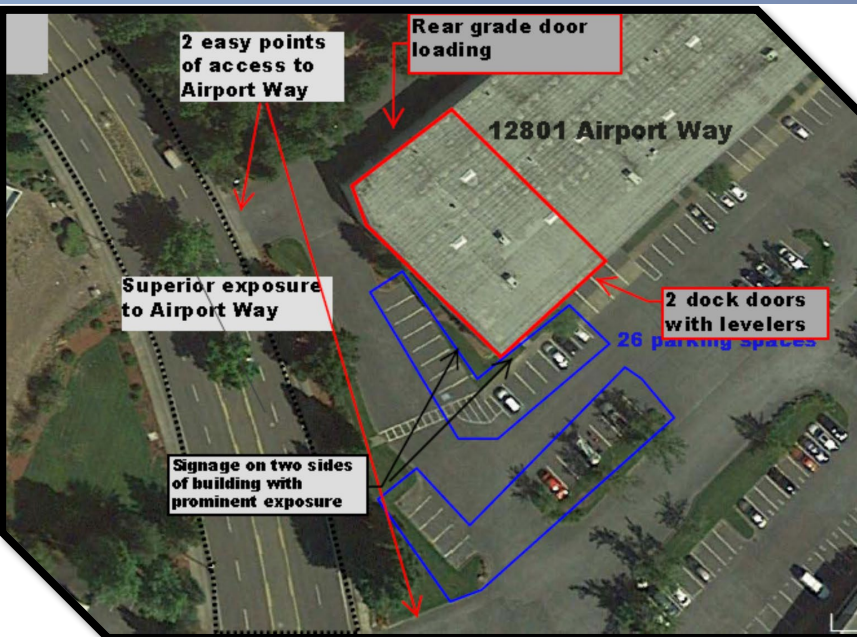 2 easy points
of access to
Airport Way
Rear grade door
loading
12801 Airport Way
Superior exposure
to Airport Way
2 dock doors
with levelers
26 parking spaces
Signage on two sides
of building with
prominent exposure